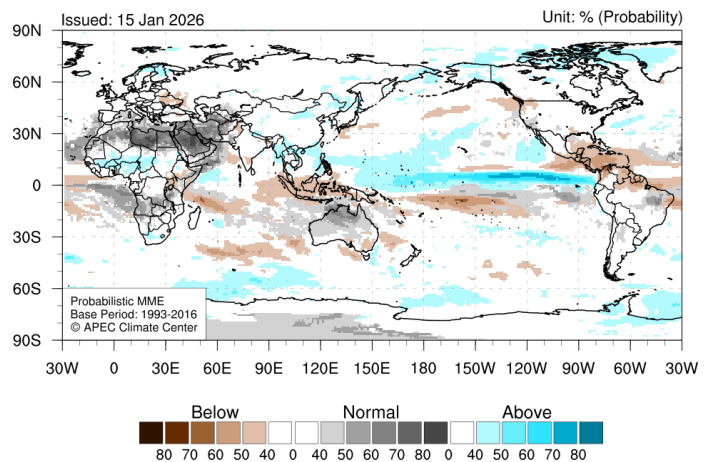 Issued: 15 Jan 2026
Unit: % (Probability)
90N
60N
30N
0
30S
60S
90S
Probabilistic MME
Base Period: 1993-2016
© APEC Climate Center
30W 0 30E 60E 90E 120E 150E 180 150W 120W 90W 60W 30W
Below Normal Above
80 70 60 50 40 0 40 50 60 70 80 0 40 50 60 70 80